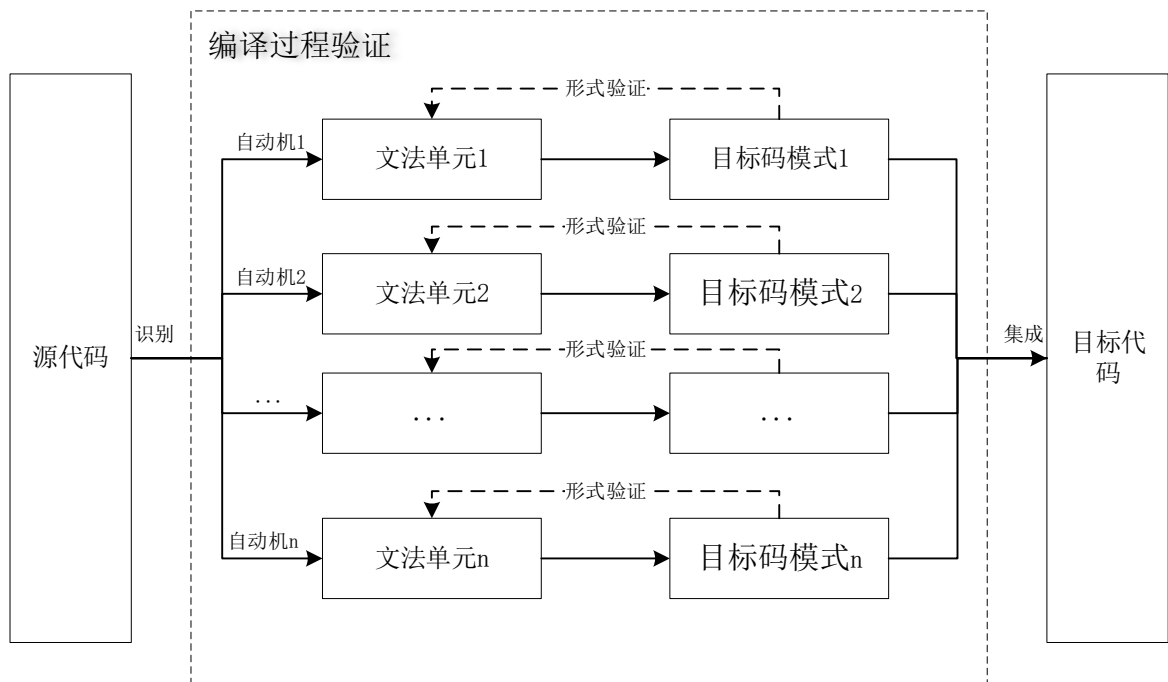 编译过程验证
形式验证
自动机1
文法单元1
目标码模式1
形式验证
自动机2
文法单元2
目标码模式2
识别
源代码
形式验证
...
...
...
集成
目标代
码
形式验证
自动机n
文法单元n
目标码模式n